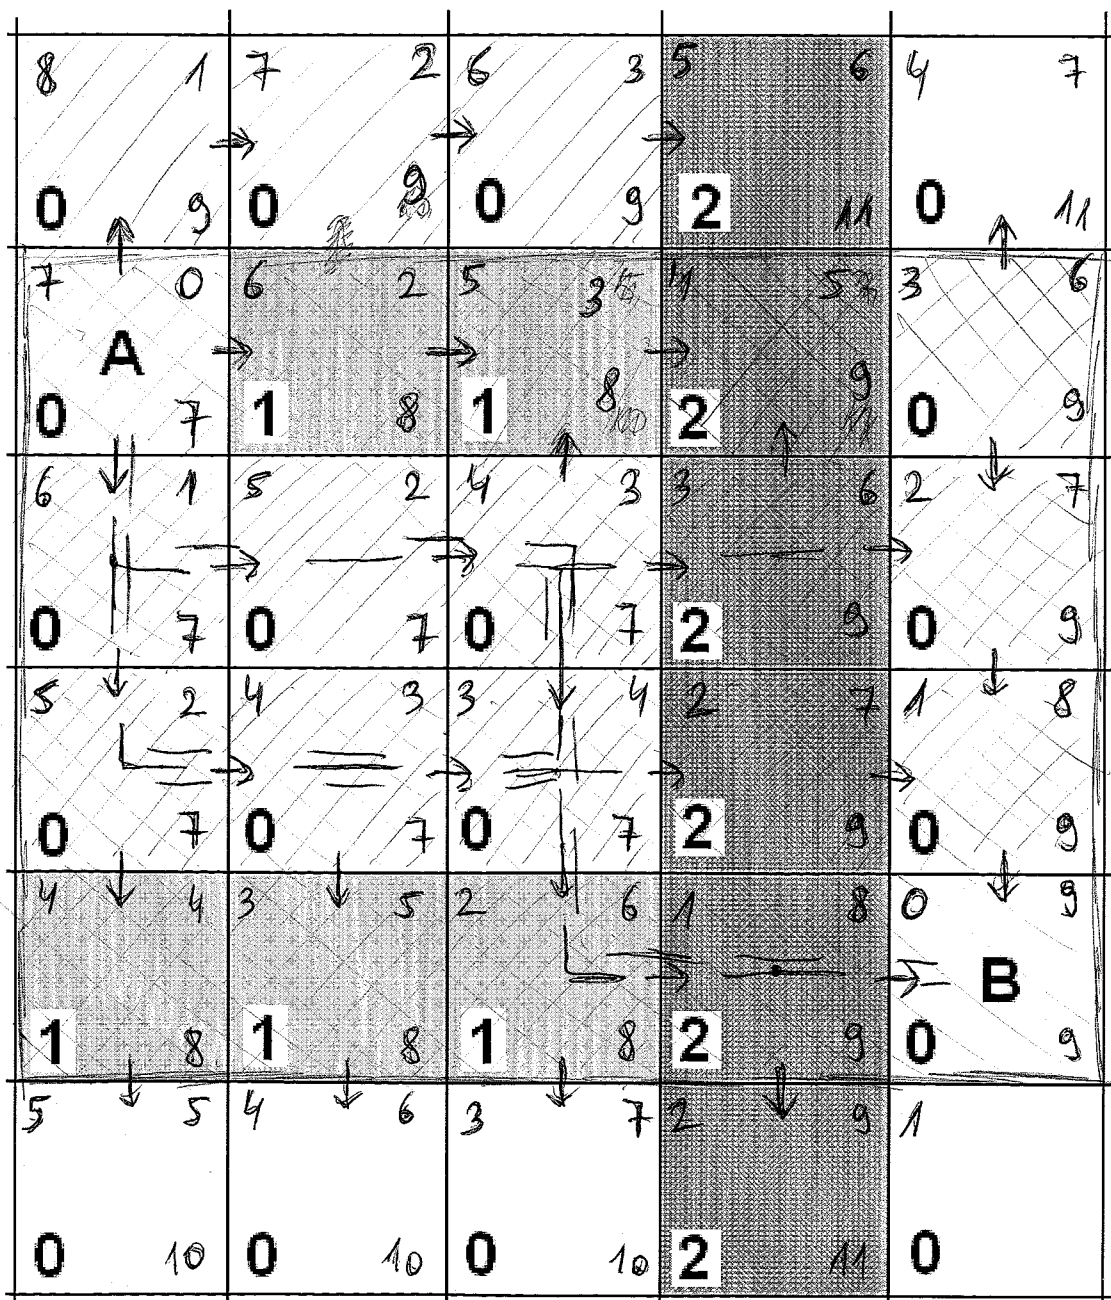 8 1 7 2 6 3 5 6 4 7
0 9 0 9 0 9 2 11 0 11
7 0 6 2 5 3 4 5 3 6
A
0 7 1 8 1 8 2 9 0 9
6 1 5 2 4 3 3 6 2 7
0 7 0 7 0 7 2 9 0 9
5 2 4 3 3 4 2 7 1 8
0 7 0 7 0 7 2 9 0 9
4 4 3 5 2 6 1 8 0 9
B
1 8 1 8 1 8 2 9 0 9
5 5 4 6 3 7 2 9 1
0 10 0 10 0 10 2 11 0